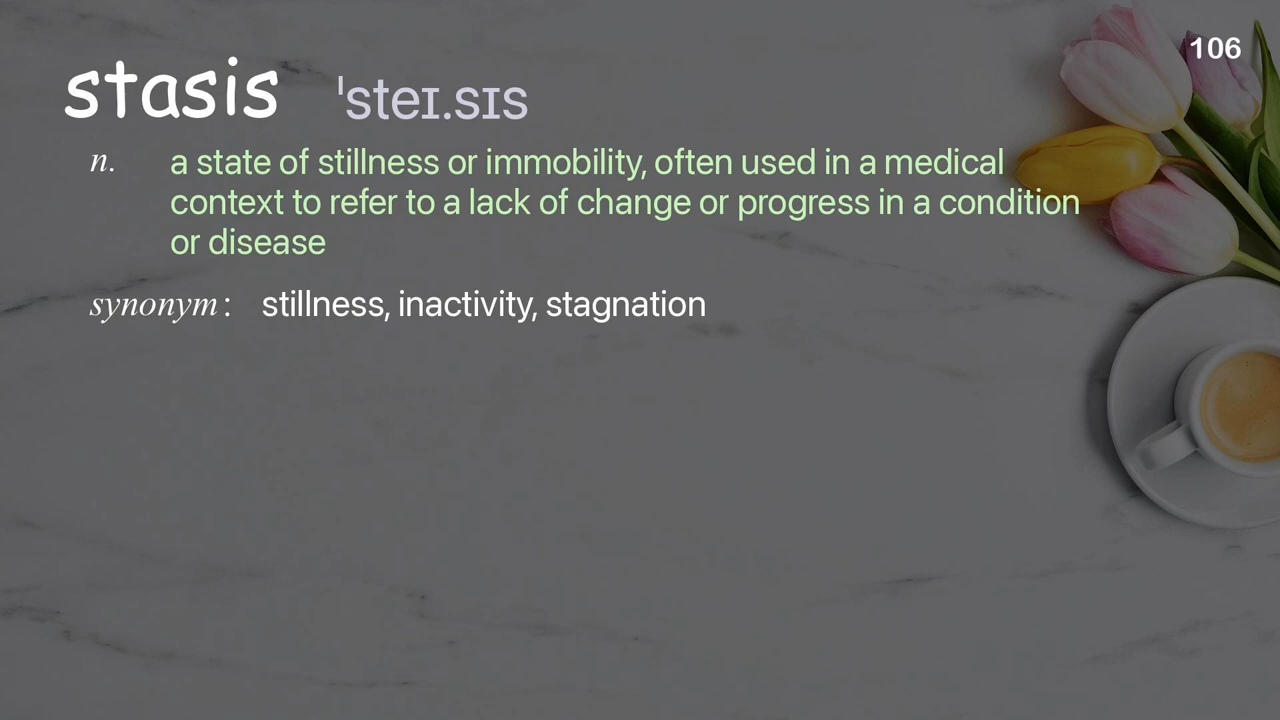 106
stasis ˈsteɪ.sɪs
n. a state of stillness or immobility, often used in a medical
context to refer to a lack of change or progress in a condition
or disease
synonym: stillness, inactivity, stagnation